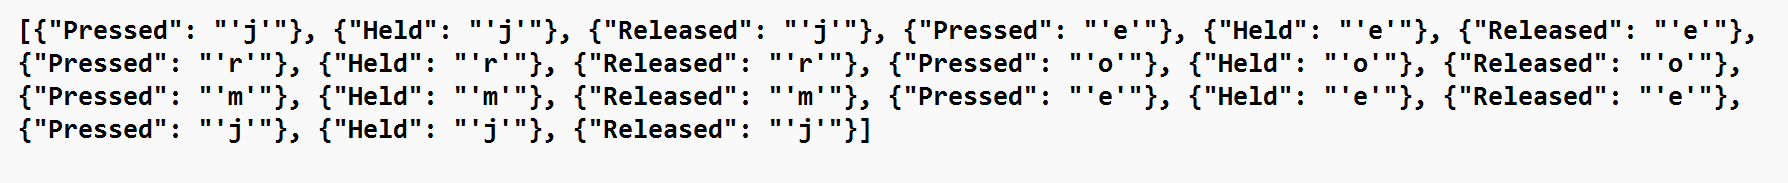 [{"Pressed": "'j'"}, {"Held": "'j'"}, {"Released": "'j'"}, {"Pressed": "'e'"}, {"Held": "'e'"}, {"Released": "'e'"},
{"Pressed": "'r'"}, {"Held": "'r'"}, {"Released": "'r'"}, {"Pressed": "'o'"}, {"Held": "'o'"}, {"Released": "'o'"},
{"Pressed": "'m'"}, {"Held": "'m'"}, {"Released": "'m'"}, {"Pressed": "'e'"}, {"Held": "'e'"}, {"Released": "'e'"},
{"Pressed": "'j'"}, {"Held": "'j'"}, {"Released": "'j'"}]